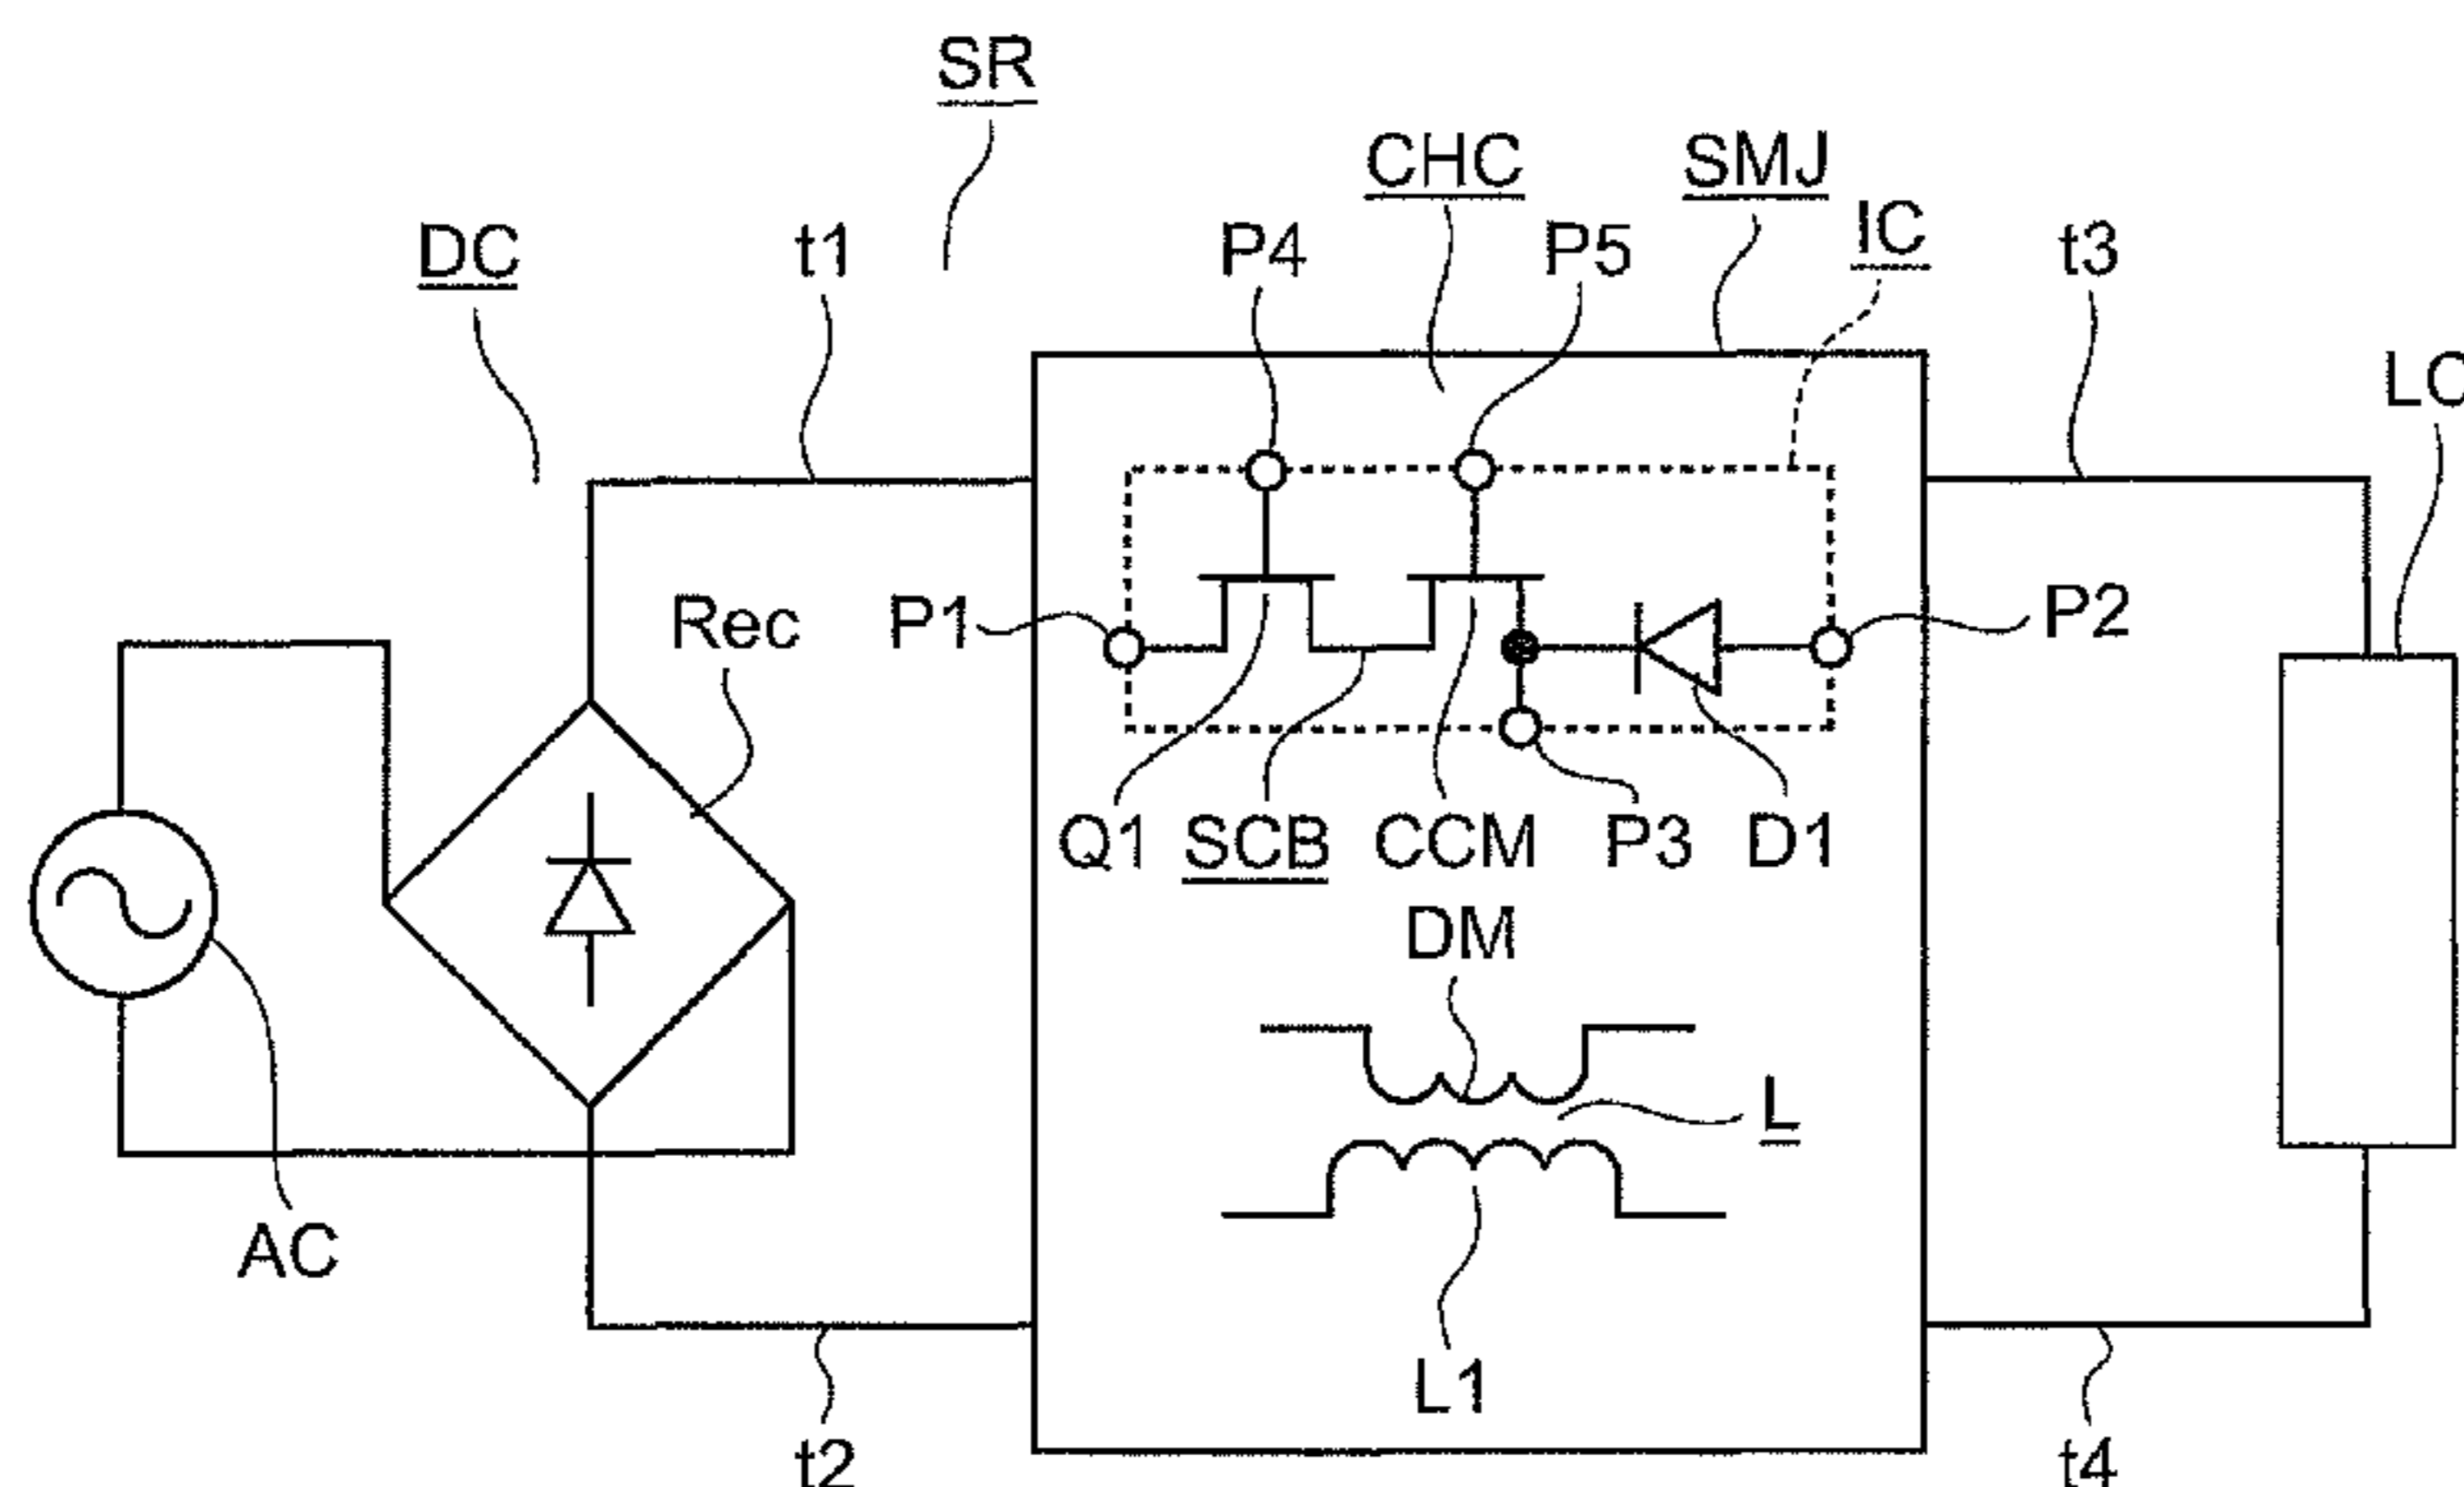 SR
CHC SMJ
DC t1 P4 P5 IC t3
LC
P1 Rec P2
Q1 SCB CCM P3 D1
DM
L
AC
L1
t2 t4